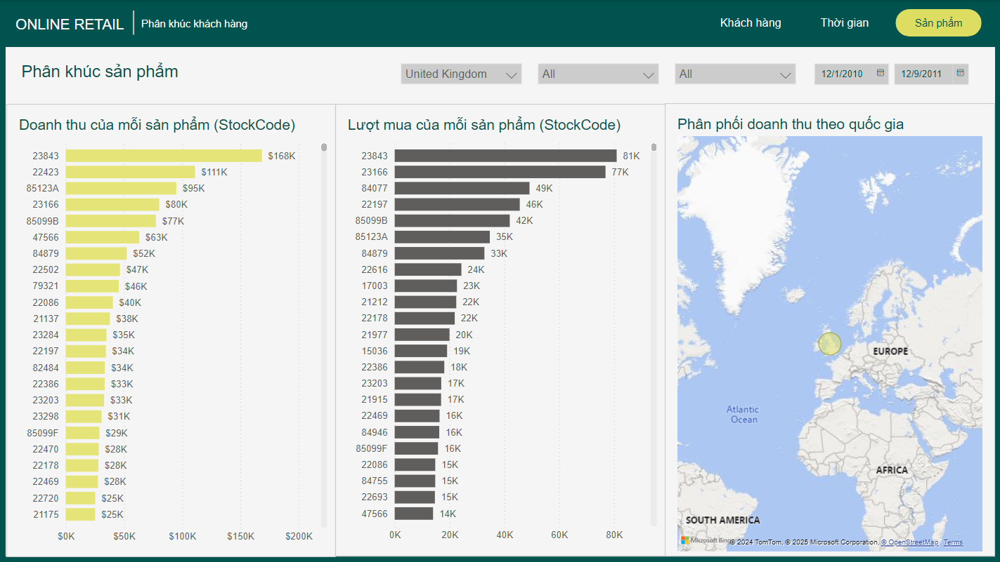 ONLINE RETAIL
Phân khúc khách hàng
Khách hàng
Thời gian
Sản phẩm
Phân khúc sản phẩm
United Kingdom
All
All
12/1/2010
12/9/2011
Doanh thu của mỗi sản phẩm (StockCode)
23843 $168K
22423 $111K
85123A $95K
23166 $80K
85099B $77K
47566 $63K
84879 $52K
22502 $47K
79321 $46K
22086 $40K
21137 $38K
23284 $35K
22197 $34K
82484 $34K
22386 $33K
23203 $33K
23298 $31K
85099F $29K
22470 $28K
22178 $28K
22469 $28K
22720 $25K
21175 $25K
$0K $50K $100K $150K $200K
Lượt mua của mỗi sản phẩm (StockCode)
23843 81K
23166 77K
84077 49K
22197 46K
85099B 42K
85123A 35K
84879 33K
22616 24K
17003 23K
21212 22K
22178 22K
21977 20K
15036 19K
22386 18K
23203 17K
21915 17K
22469 16K
84946 16K
85099F 16K
22086 15K
84755 15K
22693 15K
47566 14K
0K 20K 40K 60K 80K
Phân phối doanh thu theo quốc gia
EUROPE
Atlantic
Ocean
AFRICA
SOUTH AMERICA
Microsoft Bing
© 2024 TomTom, © 2025 Microsoft Corporation, © OpenStreetMap Terms